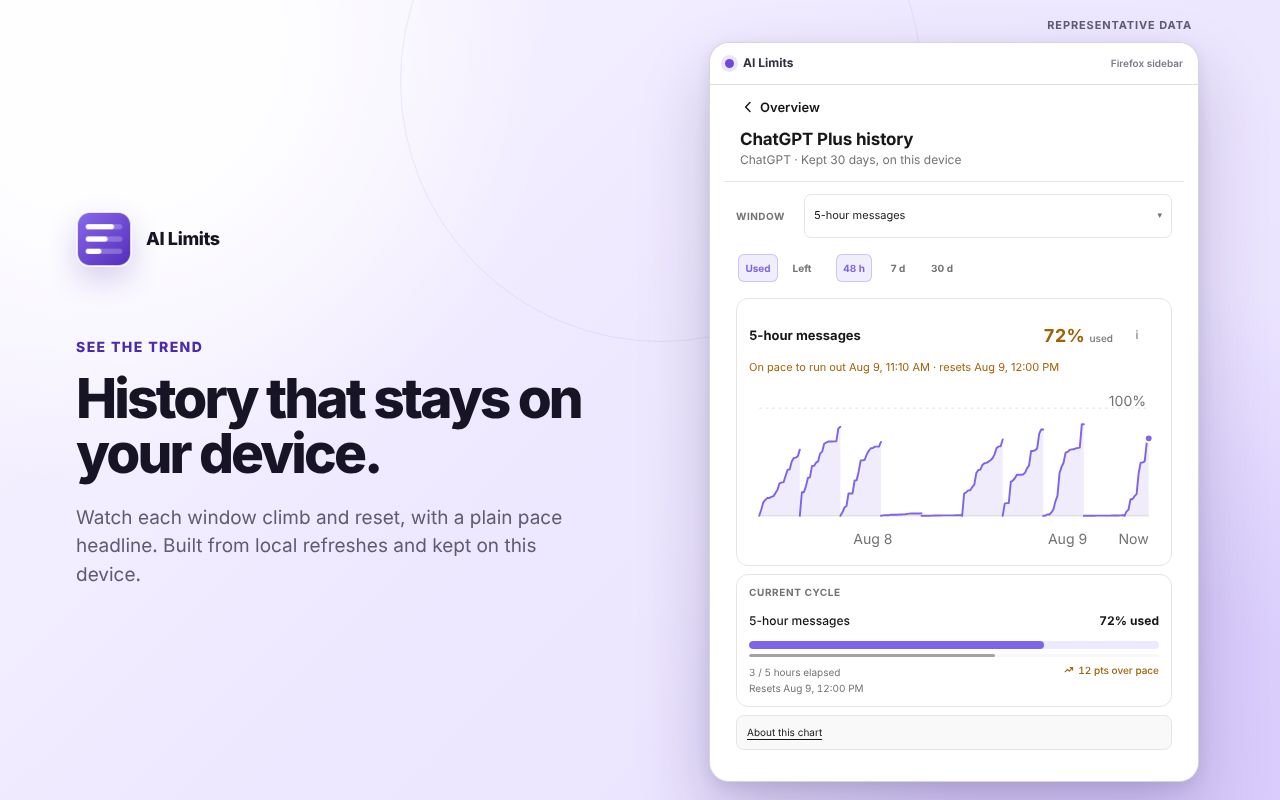 AI Limits
SEE THE TREND
History that stays on
your device.
Watch each window climb and reset, with a plain pace
headline. Built from local refreshes and kept on this
device.
REPRESENTATIVE DATA
AI Limits
Firefox sidebar
Overview
ChatGPT Plus history
ChatGPT · Kept 30 days, on this device
WINDOW
5-hour messages
Used Left 48 h 7 d 30 d
5-hour messages
72% used i
On pace to run out Aug 9, 11:10 AM · resets Aug 9, 12:00 PM
100%
Aug 8 Aug 9 Now
CURRENT CYCLE
5-hour messages 72% used
3 / 5 hours elapsed
12 pts over pace
Resets Aug 9, 12:00 PM
About this chart